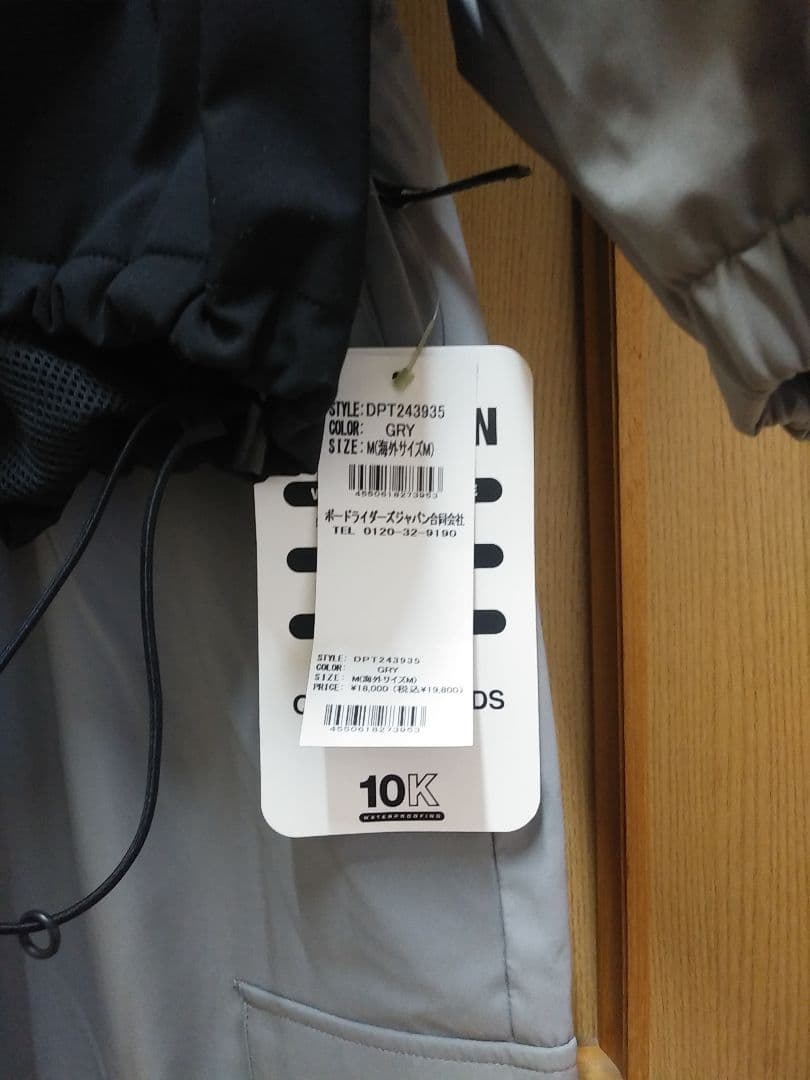 STYLE:DPT243935
COLOR: GRY
SIZE: M(海外サイズM)
4550618273953
ボードライダーズジャパン合同会社
TEL 0120-32-9190
STYLE: DPT243935
COLOR: GRY
SIZE: M(海外サイズM)
PRICE: ¥18,000 (税込¥19,800)
4550618273953
10K
WATERPROOFING